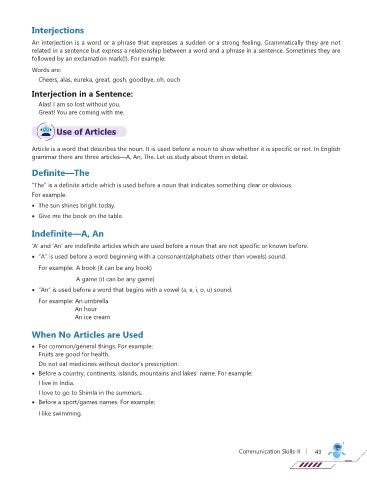 Interjections
An interjection is a word or a phrase that expresses a sudden or a strong feeling. Grammatically they are not
related in a sentence but express a relationship between a word and a phrase in a sentence. Sometimes they are
followed by an exclamation mark(!). For example:
Words are:
Cheers, alas, eureka, great, gosh, goodbye, oh, ouch
Interjection in a Sentence:
Alas! I am so lost without you.
Great! You are coming with me.
Use of Articles
Article is a word that describes the noun. It is used before a noun to show whether it is specific or not. In English
grammar there are three articles—A, An, The. Let us study them in detail.
Definite—The
"The" is a definite article which is used before a noun that indicates something clear or obvious.
For example:
• The sun shines bright today.
• Give me the book on the table.
Indefinite—A, An
'A' and 'An' are indefinite articles which are used before a noun that are not specific or known before.
• "A" is used before a word beginning with a consonant(alphabets other than vowels) sound.
For example: A book (it can be any book)
A game (it can be any game)
• "An" is used before a word that begins with a vowel (a, e, i, o, u) sound.
For example: An umbrella
An hour
An ice cream
When No Articles are Used
• For common/general things. For example:
Fruits are good for health.
Do not eat medicines without doctor's prescription.
• Before a country, continents, islands, mountains and lakes' name. For example:
I live in India.
I love to go to Shimla in the summers.
• Before a sport/games names. For example:
I like swimming.
Communication Skills-II | 43